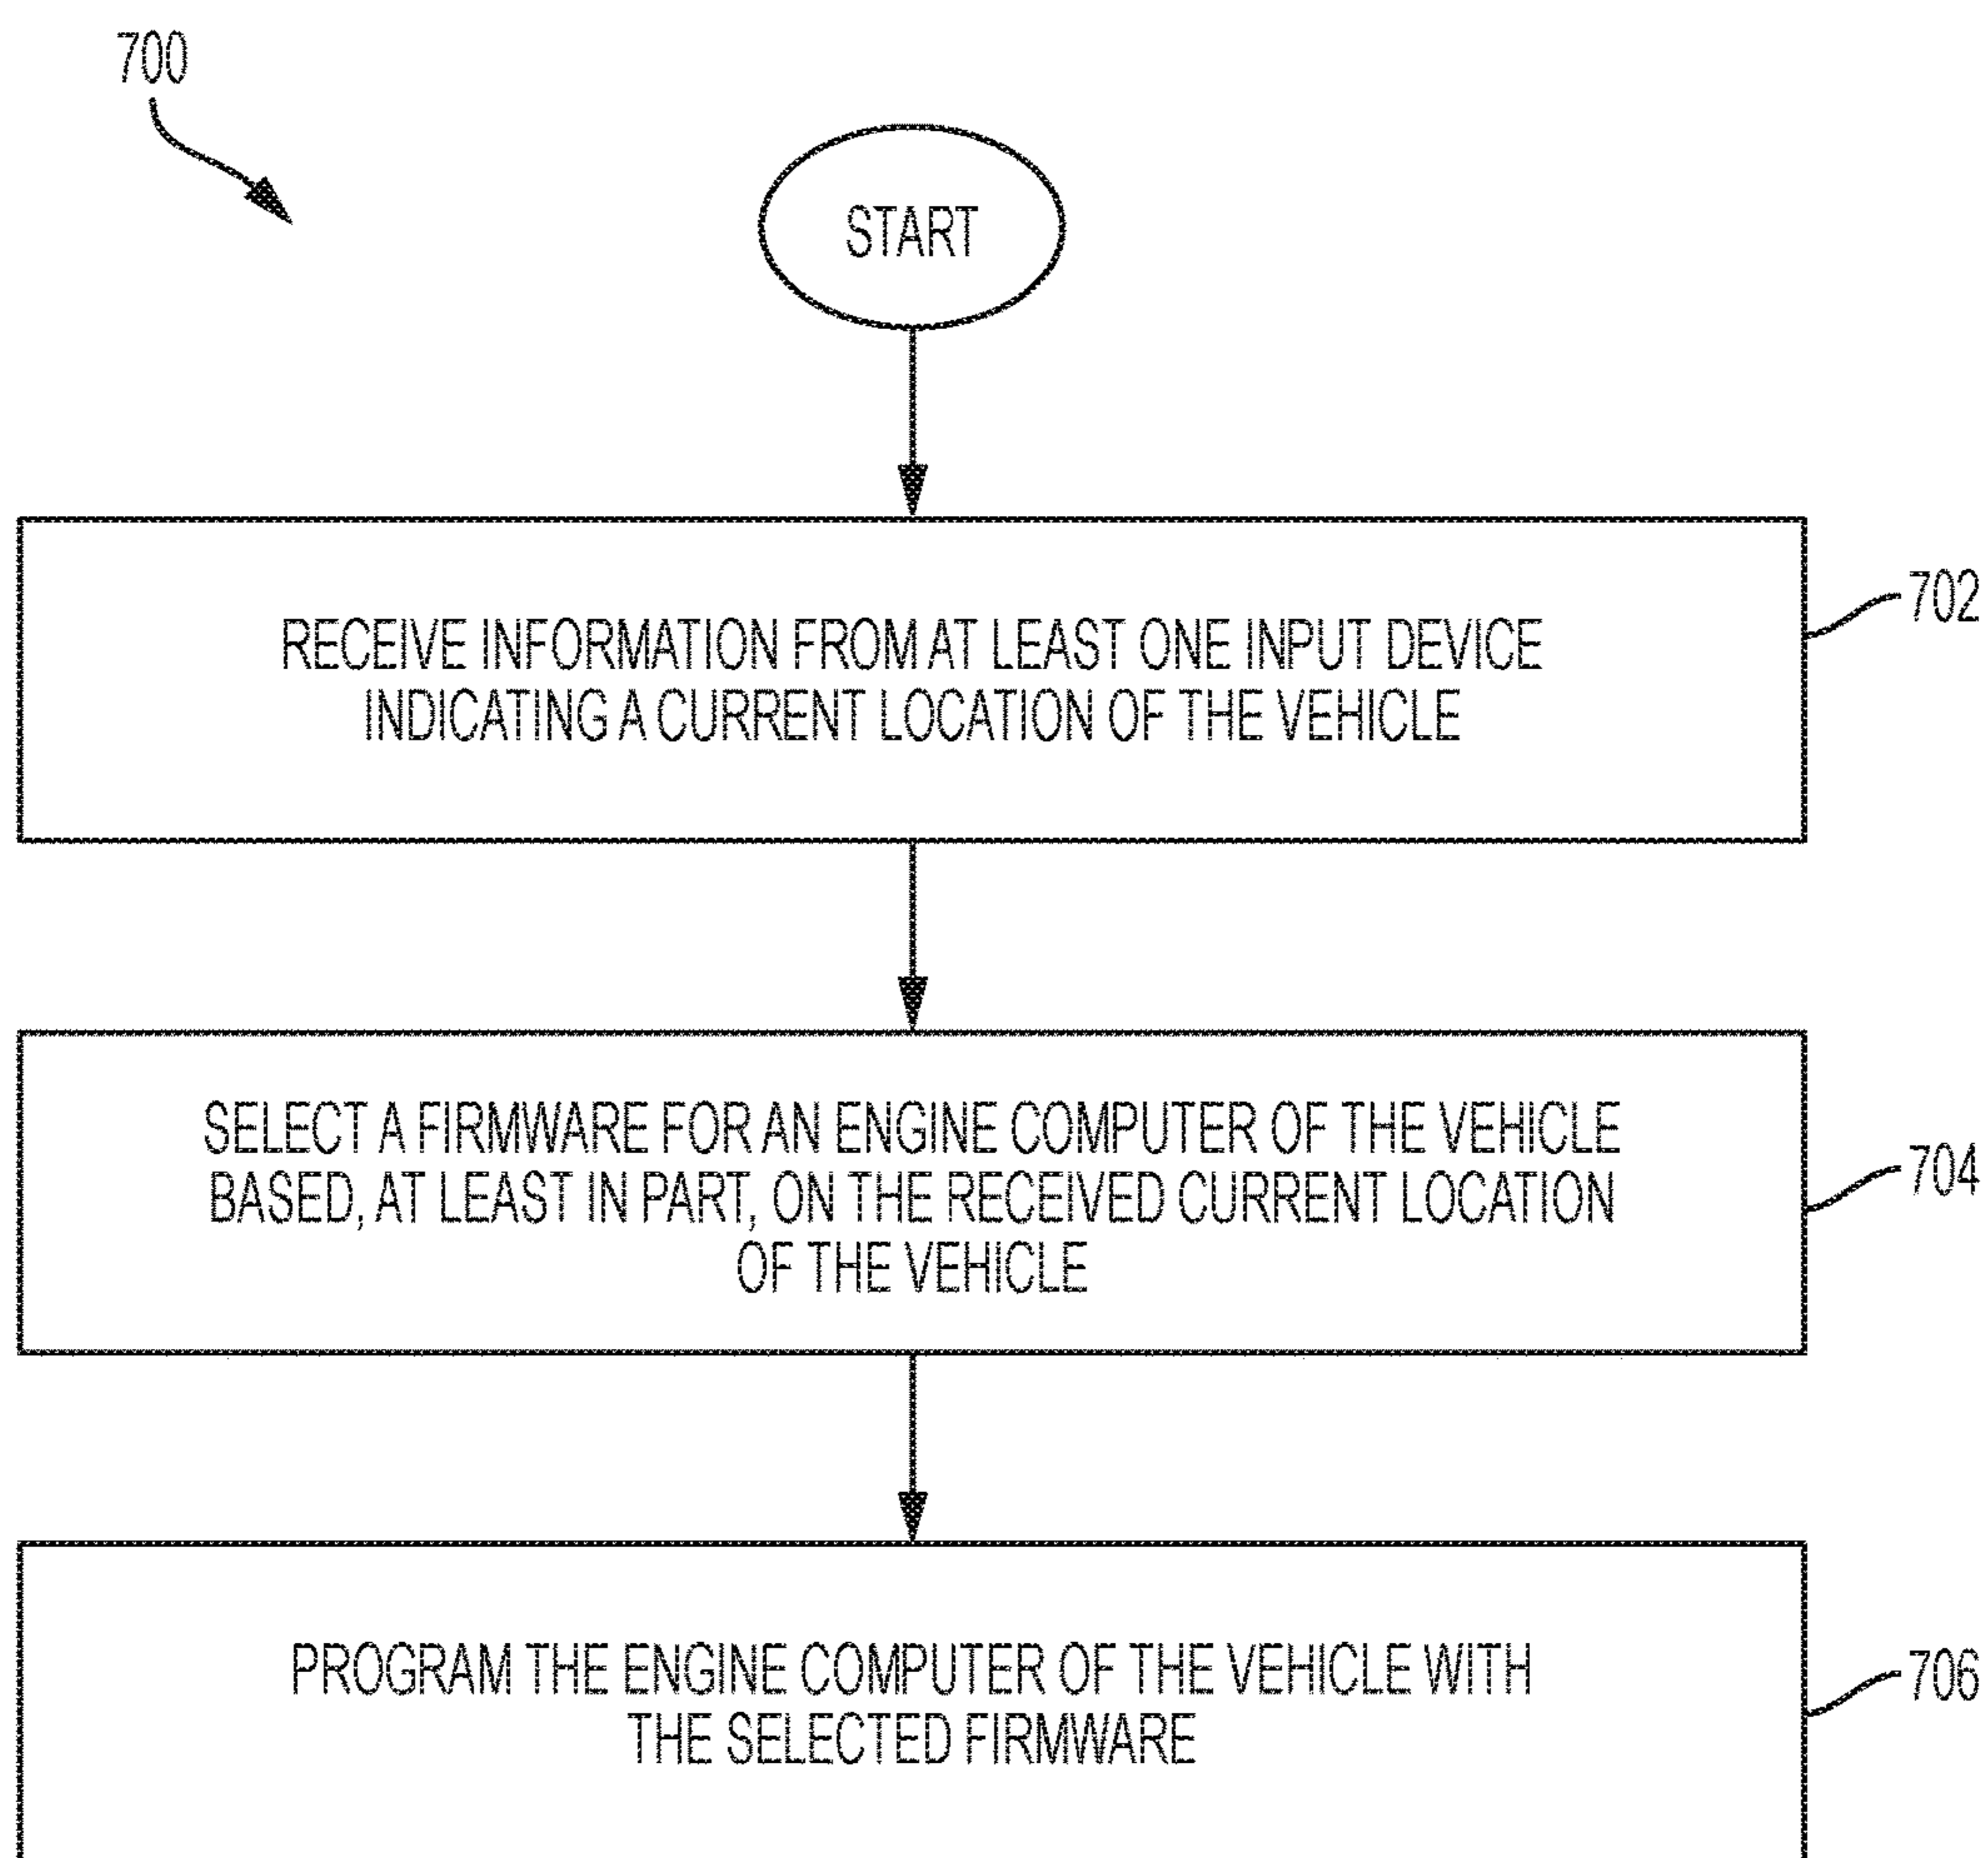 700
START
RECEIVE INFORMATION FROM AT LEAST ONE INPUT DEVICE
INDICATING A CURRENT LOCATION OF THE VEHICLE
702
SELECT A FIRMWARE FOR AN ENGINE COMPUTER OF THE VEHICLE
BASED, AT LEAST IN PART, ON THE RECEIVED CURRENT LOCATION
OF THE VEHICLE
704
PROGRAM THE ENGINE COMPUTER OF THE VEHICLE WITH
THE SELECTED FIRMWARE
706